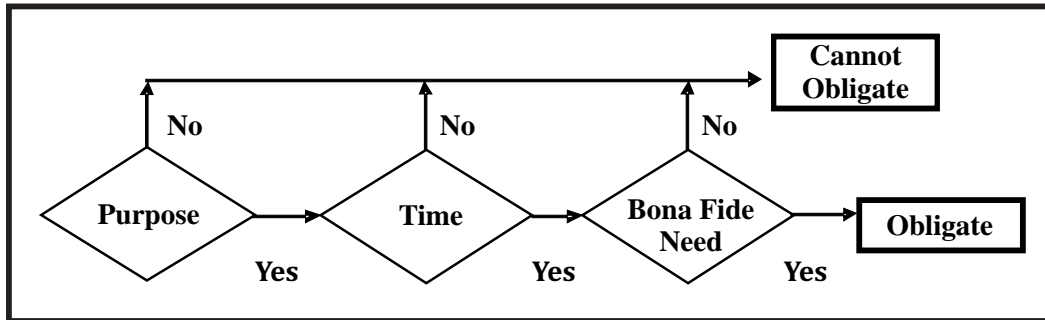 Cannot
Obligate
No
No
No
Purpose
Time
Bona Fide
Need
Obligate
Yes
Yes
Yes